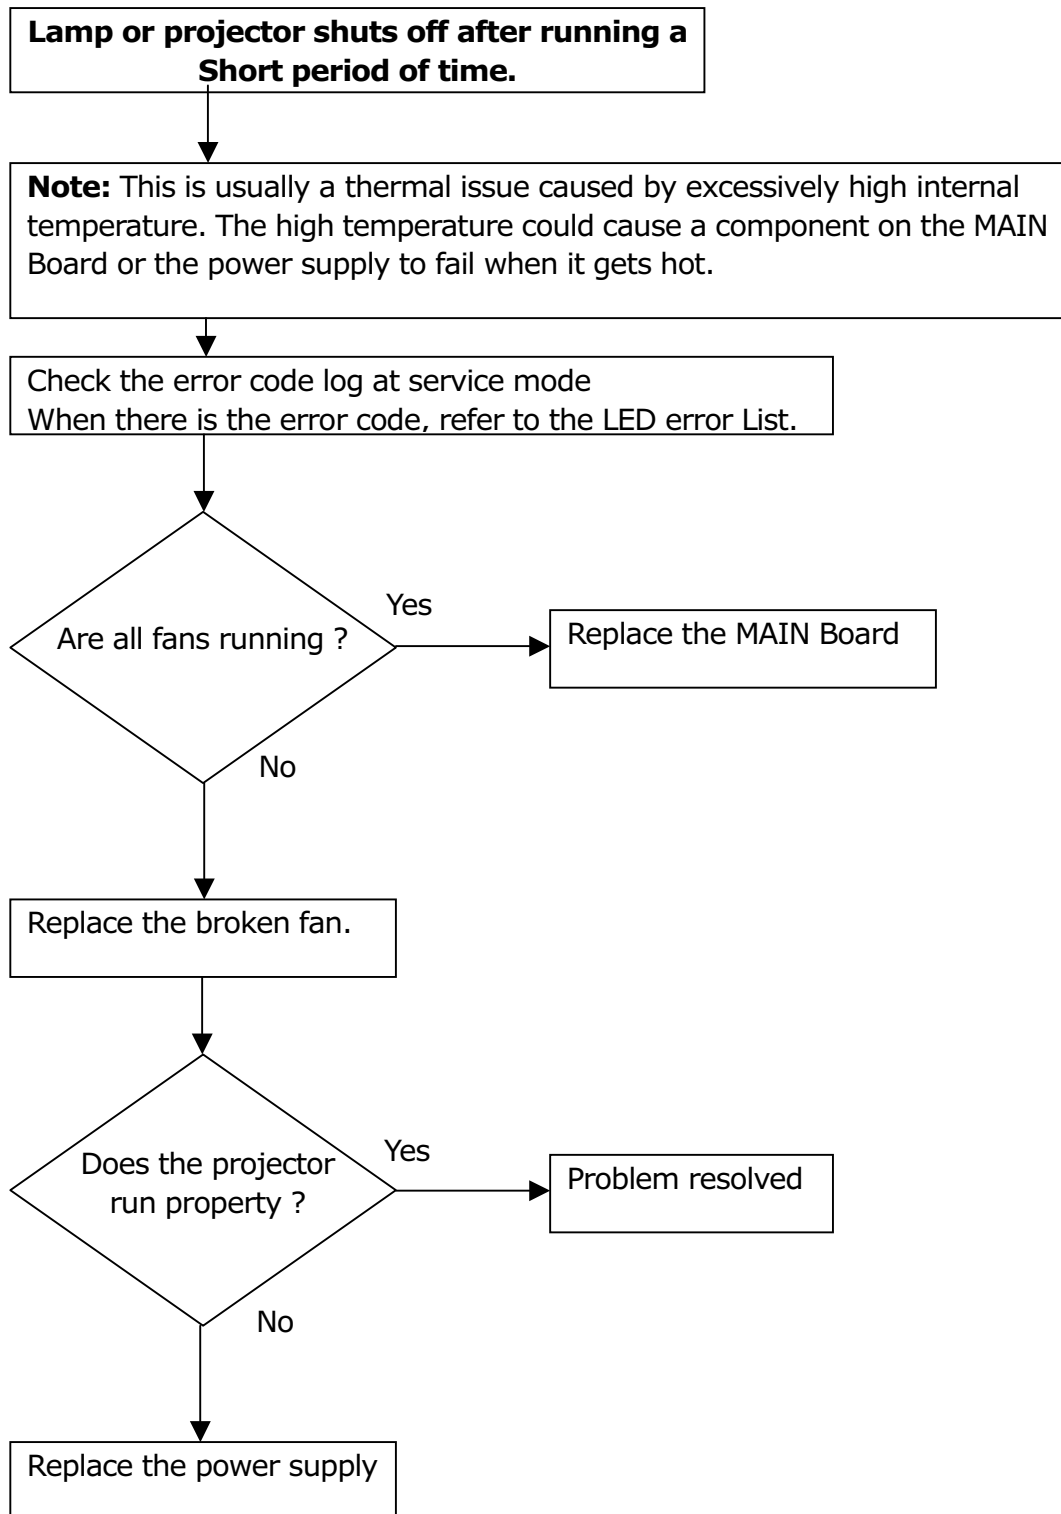 Lamp or projector shuts off after running a
Short period of time.
Note: This is usually a thermal issue caused by excessively high internal
temperature. The high temperature could cause a component on the MAIN
Board or the power supply to fail when it gets hot.
Check the error code log at service mode
When there is the error code, refer to the LED error List.
Are all fans running ?
Yes
Replace the MAIN Board
No
Replace the broken fan.
Does the projector
run property ?
Yes
Problem resolved
No
Replace the power supply